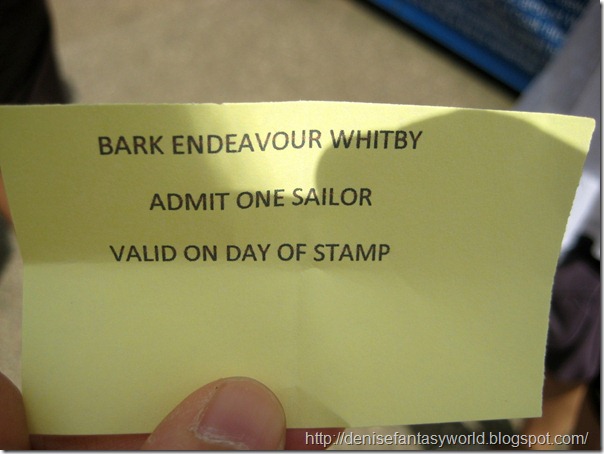 BARK ENDEAVOUR WHITBY
ADMIT ONE SAILOR
VALID ON DAY OF STAMP
http://denisefantasyworld.blogspot.com/